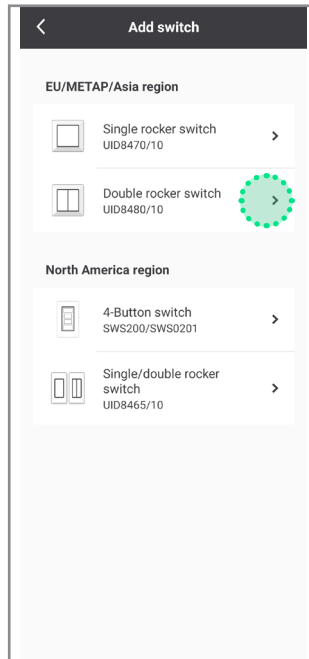 Add switch
EU/METAP/Asia region
Single rocker switch
UID8470/10
Double rocker switch
UID8480/10
North America region
4-Button switch
SWS200/SWS0201
Single/double rocker
switch
UID8465/10